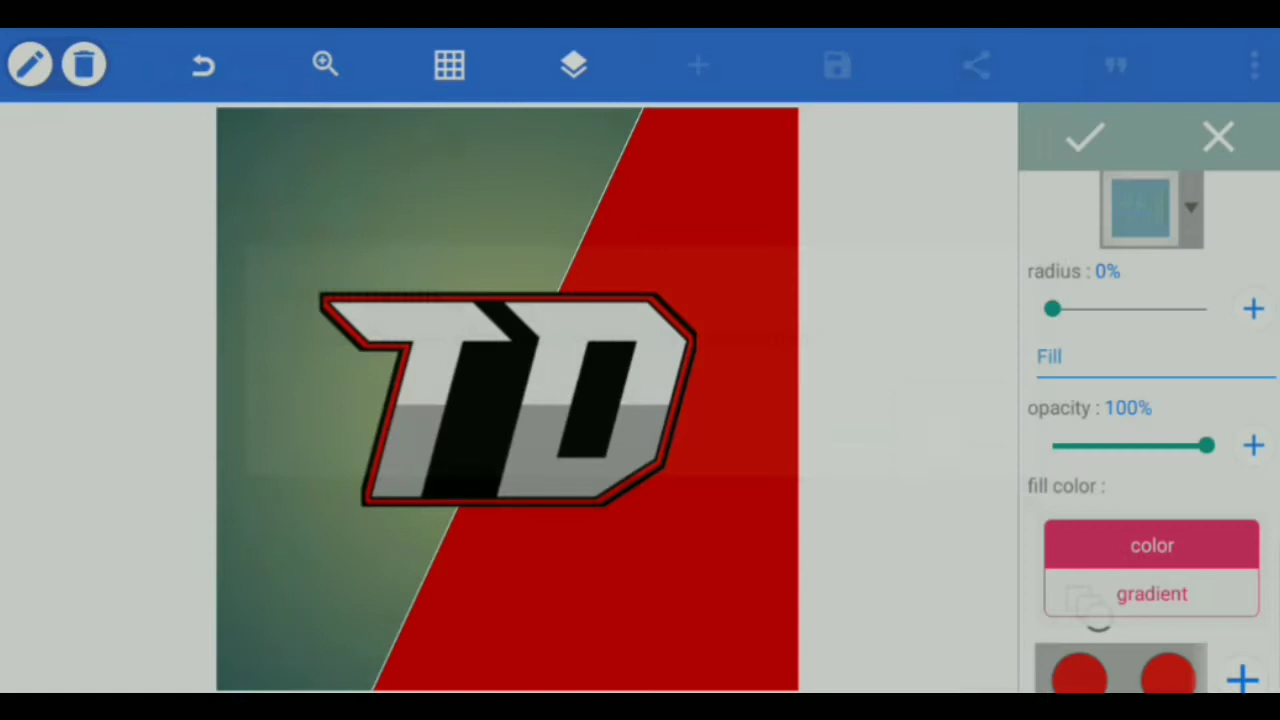 TD
radius : 0%
Fill
opacity : 100%
fill color :
color
gradient